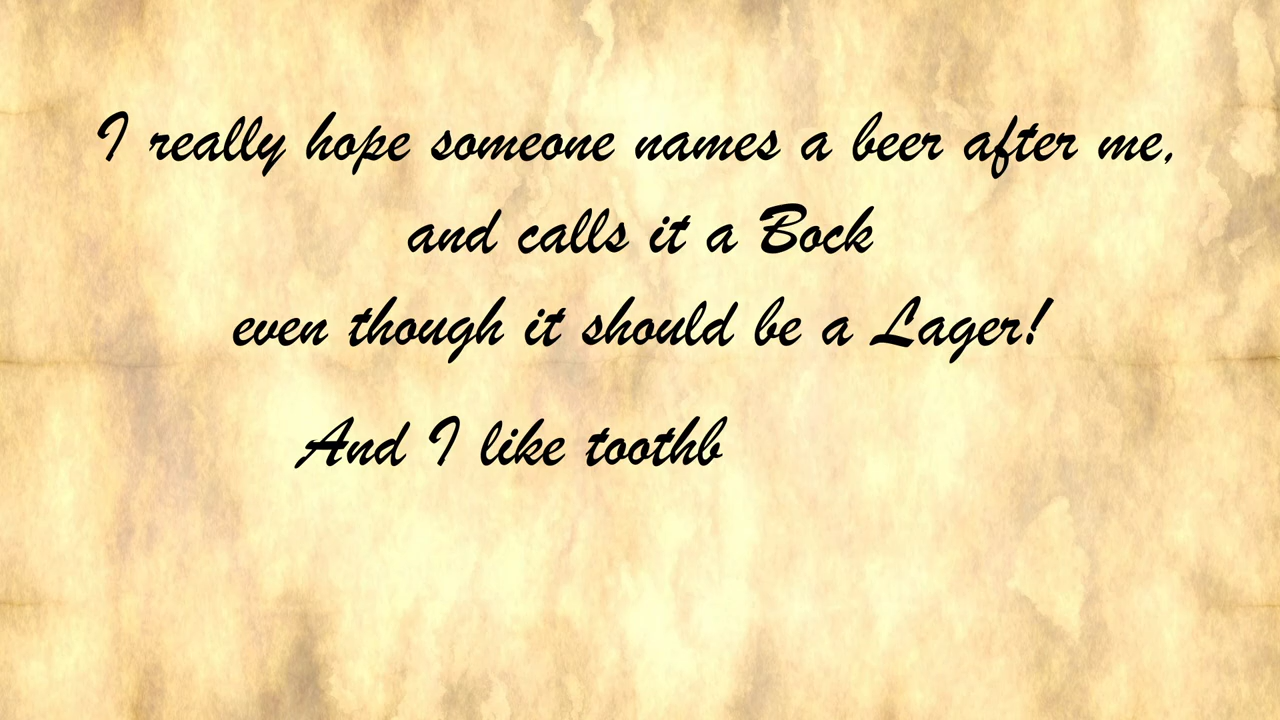 I really hope someone names a beer after me,
and calls it a Bock
even though it should be a Lager!
And I like toothb